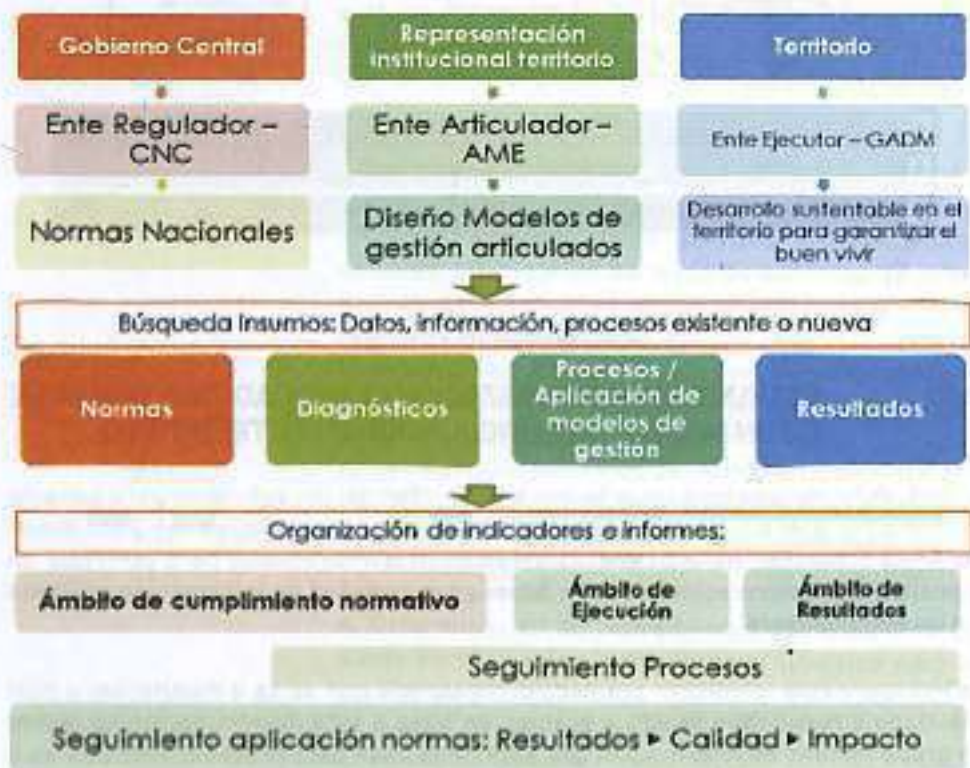 Gobierno Central
Representación
institucional territorio
Territorio
Ente Regulador –
CNC
Ente Articulador –
AME
Ente Ejecutor – GADM
Normas Nacionales
Diseño Modelos de
gestión articulados
Desarrollo sustentable en el
territorio para garantizar el
buen vivir
Búsqueda Insumos: Datos, información, procesos existente o nueva
Normas
Diagnósticos
Procesos /
Aplicación de
modelos de
gestión
Resultados
Organización de indicadores e informes:
Ámbito de cumplimiento normativo
Ámbito de
Ejecución
Ámbito de
Resultados
Seguimiento Procesos
Seguimiento aplicación normas: Resultados ▸ Calidad ▸ Impacto